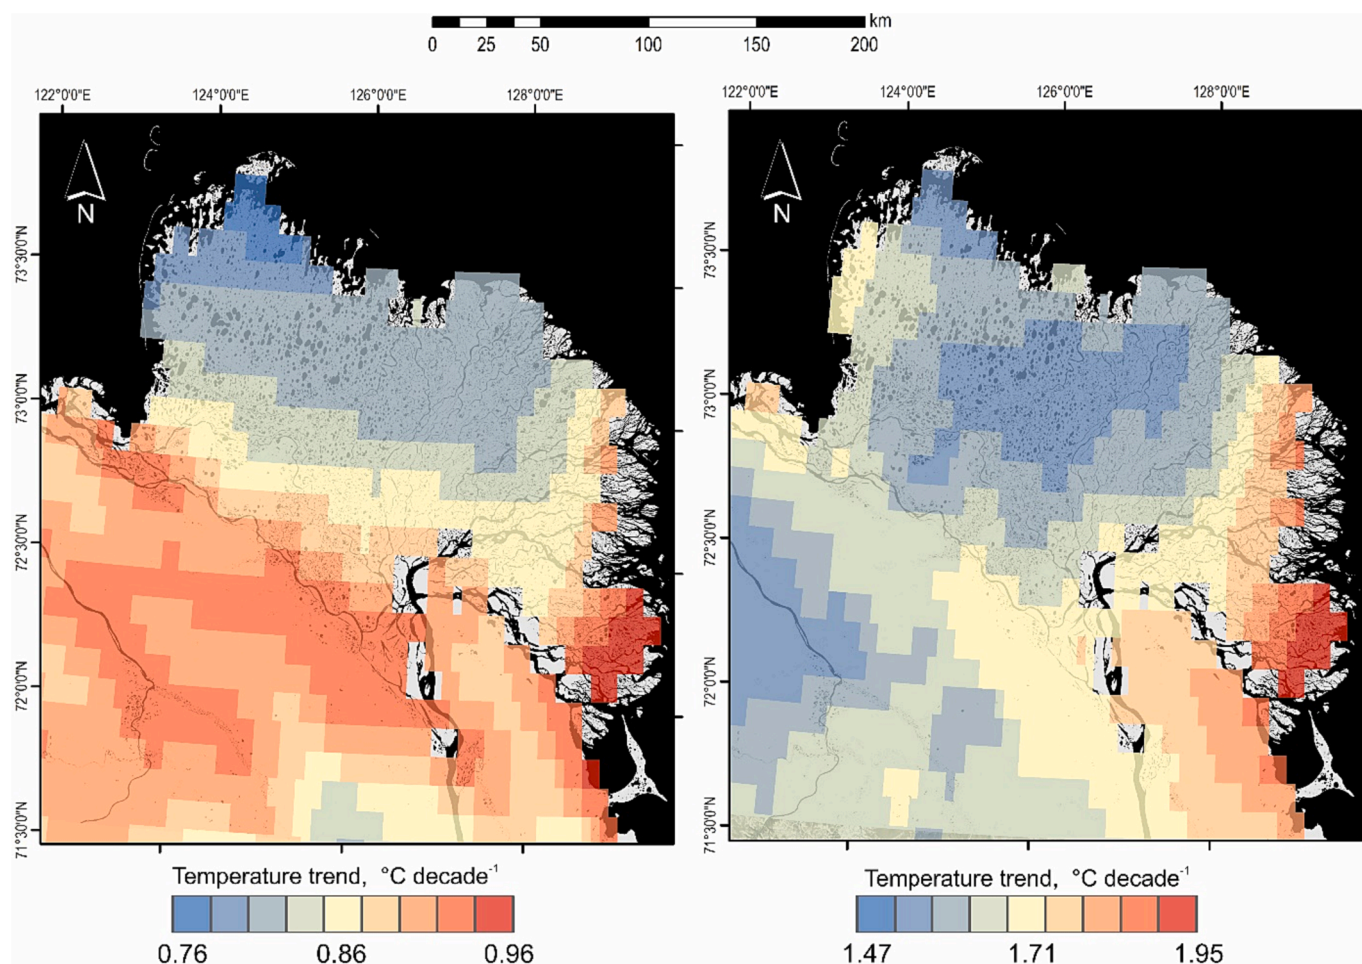 km
0 25 50 100 150 200
122°0'0"E 124°0'0"E 126°0'0"E 128°0'0"E
122°0'0"E 124°0'0"E 126°0'0"E 128°0'0"E
N
N
73°30'0"N
73°0'0"N
72°30'0"N
72°0'0"N
71°30'0"N
73°30'0"N
73°0'0"N
72°30'0"N
72°0'0"N
71°30'0"N
Temperature trend, °C decade⁻¹
0.76 0.86 0.96
Temperature trend, °C decade⁻¹
1.47 1.71 1.95